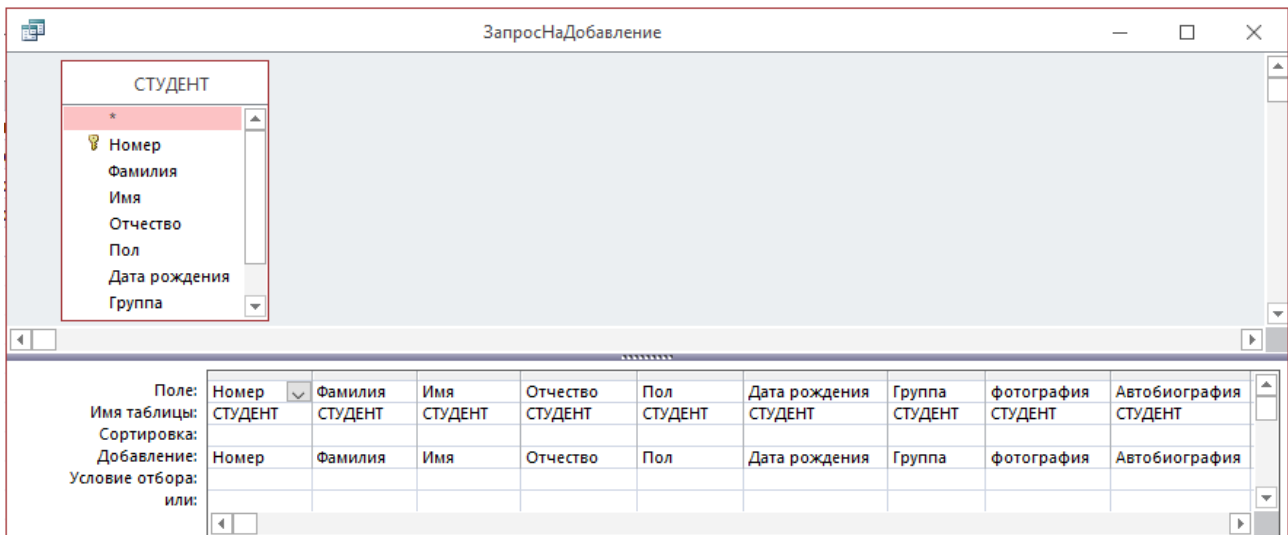 ЗапросНаДобавление
СТУДЕНТ
*
Номер
Фамилия
Имя
Отчество
Пол
Дата рождения
Группа
Поле: Номер Фамилия Имя Отчество Пол Дата рождения Группа фотография Автобиография
Имя таблицы: СТУДЕНТ СТУДЕНТ СТУДЕНТ СТУДЕНТ СТУДЕНТ СТУДЕНТ СТУДЕНТ СТУДЕНТ СТУДЕНТ
Сортировка:
Добавление: Номер Фамилия Имя Отчество Пол Дата рождения Группа фотография Автобиография
Условие отбора:
или: